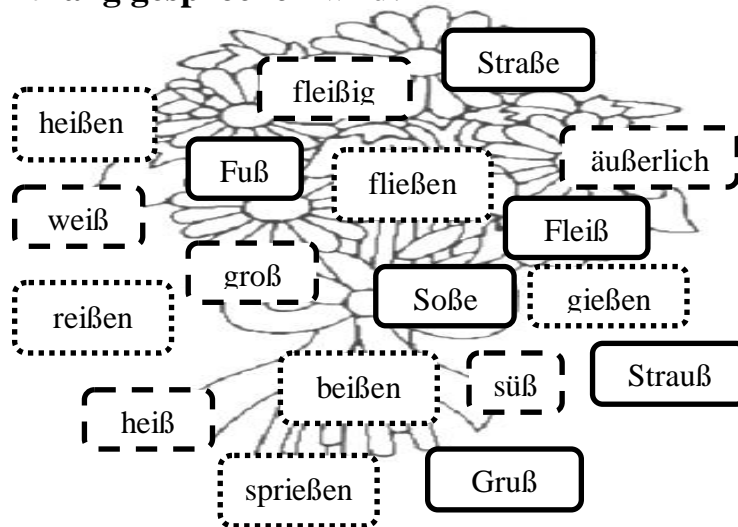 Straße
fleißig
heißen
äußerlich
Fuß
fließen
weiß
Fleiß
groß
Soße
gießen
reißen
beißen
süß
Strauß
heiß
Gruß
sprießen